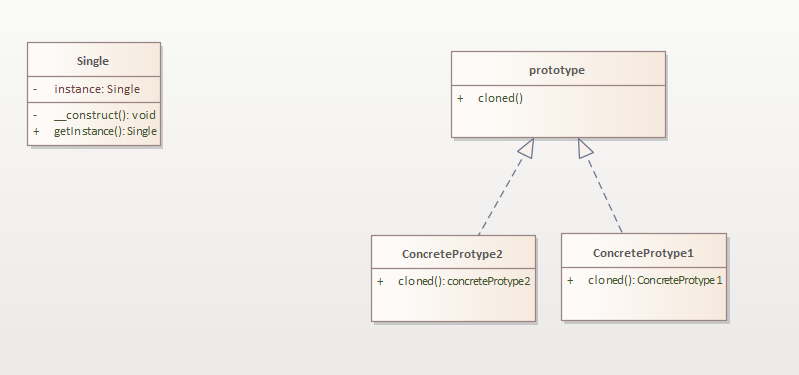 Single
- instance: Single
- __construct(): void
+ getInstance(): Single
prototype
+ cloned()
ConcreteProtype2
+ cloned(): concreteProtype2
ConcreteProtype1
+ cloned(): ConcreteProtype1